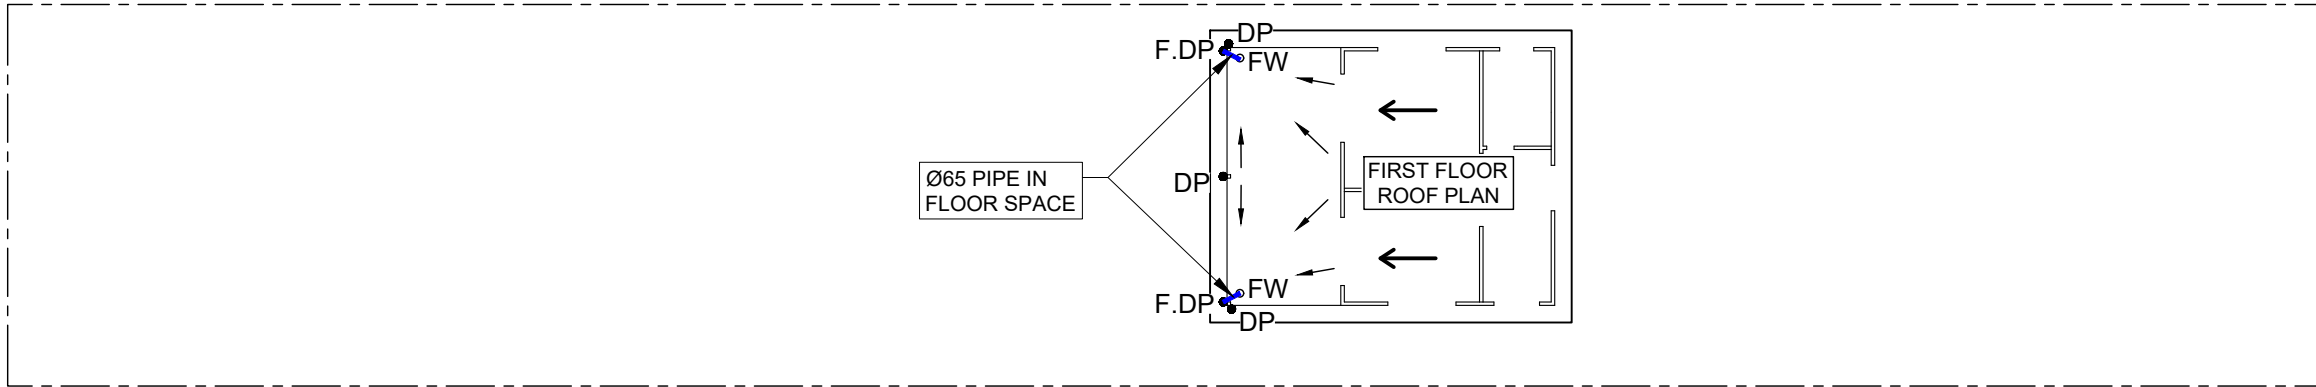 DP
F.DP
FW
Ø65 PIPE IN
FLOOR SPACE
DP
FIRST FLOOR
ROOF PLAN
FW
F.DP
DP